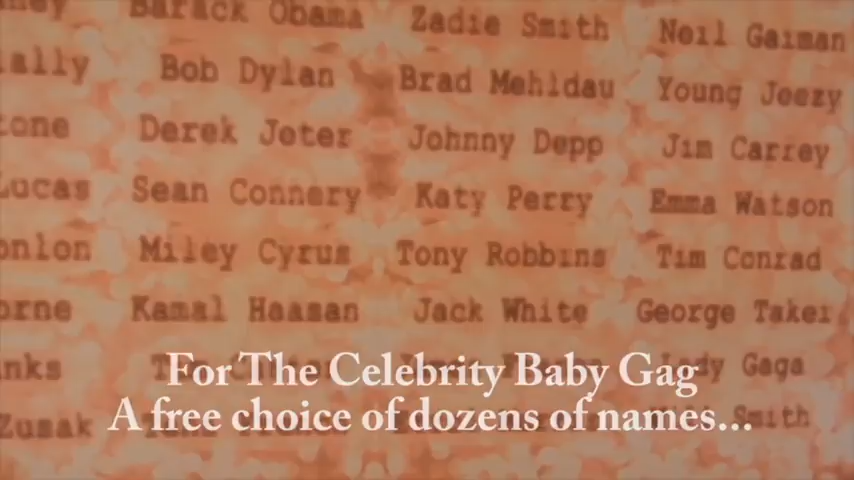 Barack Obama Zadie Smith Neil Gaiman
Bob Dylan Brad Mehldau Young Jeezy
Derek Jeter Johnny Depp Jim Carrey
Lucas Sean Connery Katy Perry Emma Watson
Miley Cyrus Tony Robbins Tim Conrad
Kamal Haasan Jack White George Takei
Lady Gaga
For The Celebrity Baby Gag
Zusak Smith
A free choice of dozens of names...